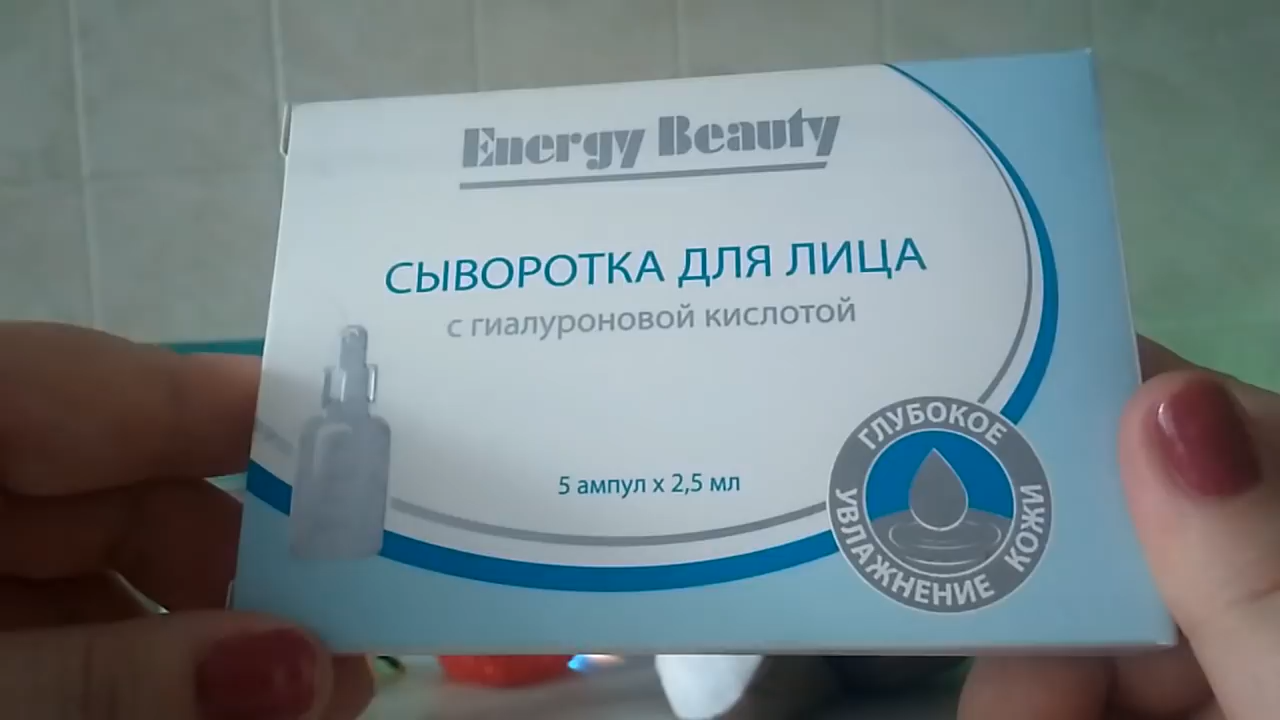 Energy Beauty
СЫВОРОТКА ДЛЯ ЛИЦА
с гиалуроновой кислотой
5 ампул х 2,5 мл
ГЛУБОКОЕ
УВЛАЖНЕНИЕ КОЖИ